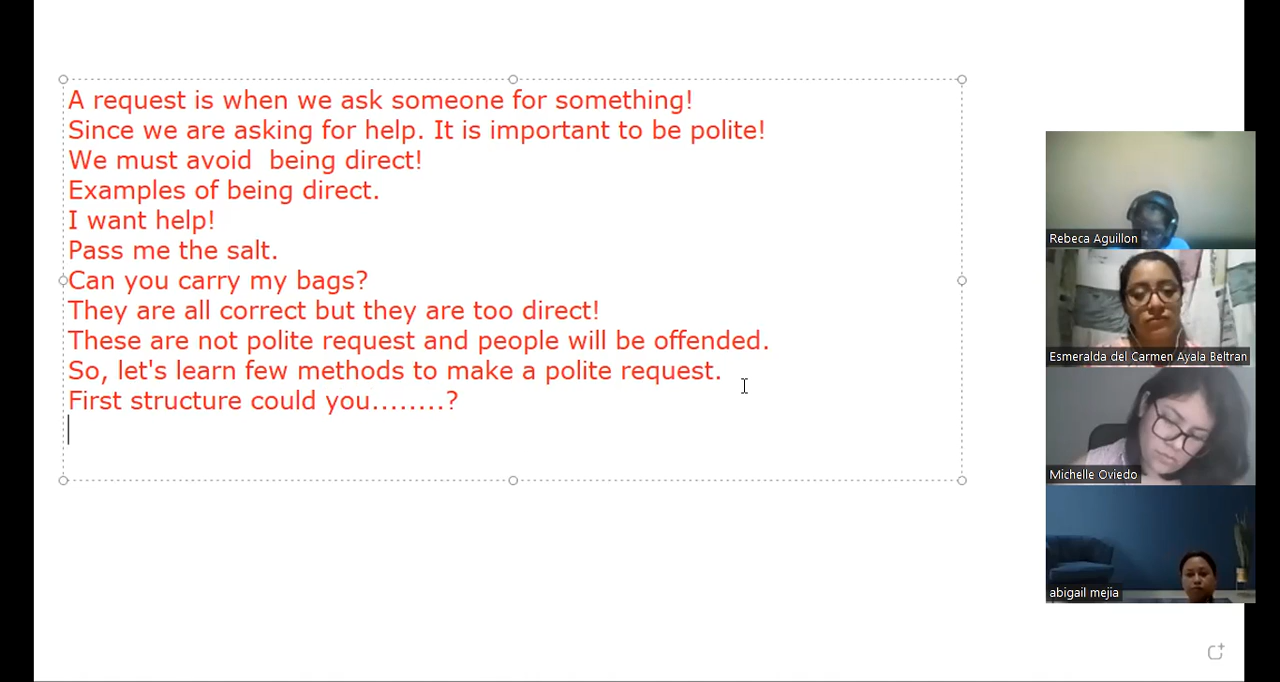 A request is when we ask someone for something!
Since we are asking for help. It is important to be polite!
We must avoid  being direct!
Examples of being direct.
I want help!
Pass me the salt.
Can you carry my bags?
They are all correct but they are too direct!
These are not polite request and people will be offended.
So, let's learn few methods to make a polite request.
First structure could you........?
Rebeca Aguillon
Esmeralda del Carmen Ayala Beltran
Michelle Oviedo
abigail mejia